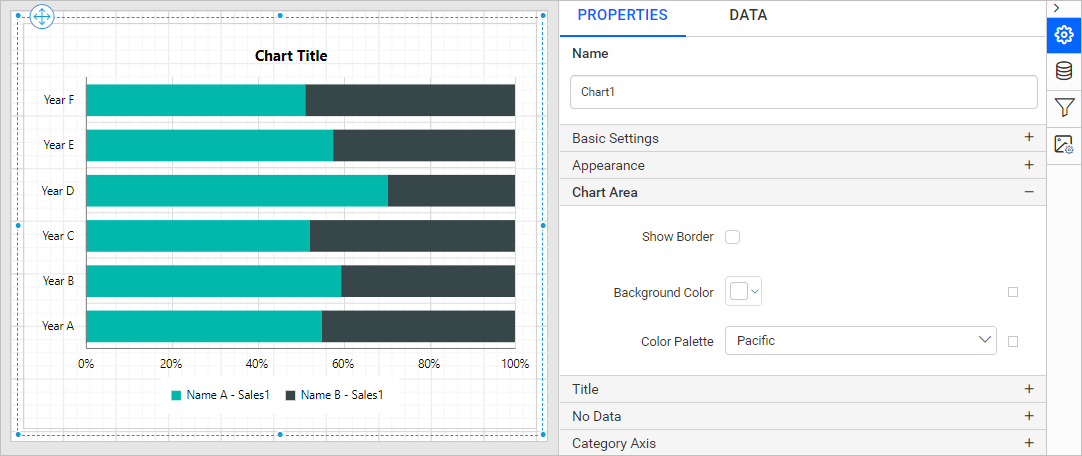 Chart Title
Year F
Year E
Year D
Year C
Year B
Year A
0% 20% 40% 60% 80% 100%
Name A - Sales1 Name B - Sales1
PROPERTIES DATA
Name
Chart1
Basic Settings
Appearance
Chart Area
Show Border
Background Color
Color Palette Pacific
Title
No Data
Category Axis